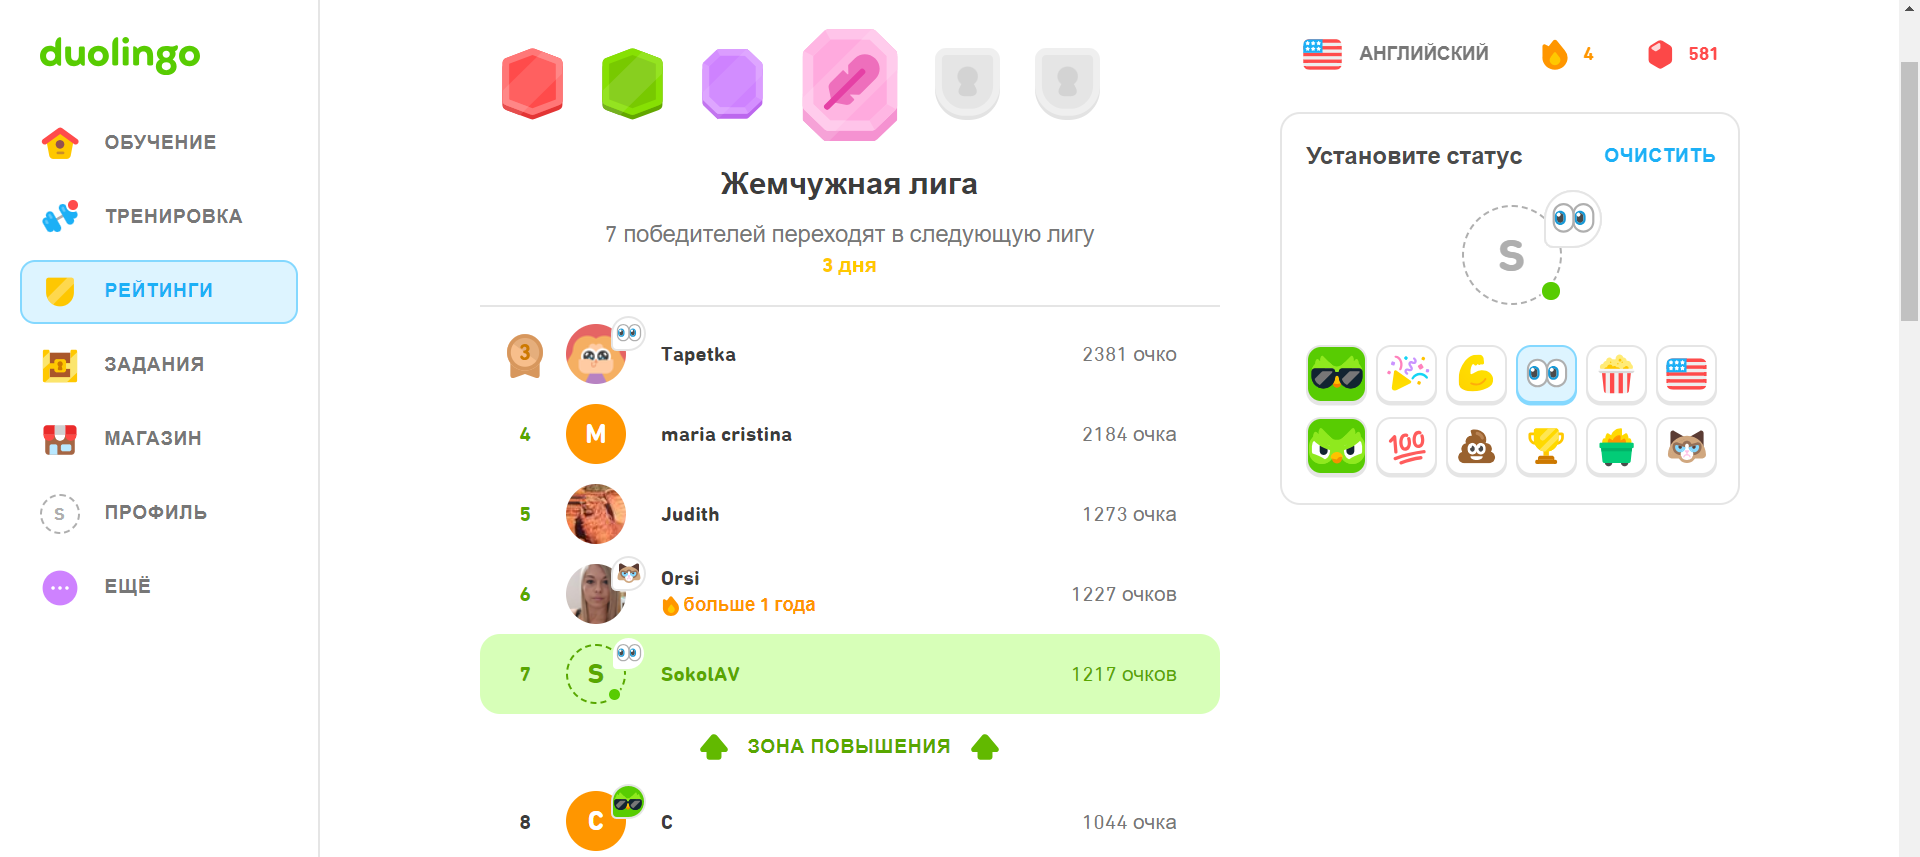 duolingo
ОБУЧЕНИЕ
ТРЕНИРОВКА
РЕЙТИНГИ
ЗАДАНИЯ
МАГАЗИН
S
ПРОФИЛЬ
ЕЩЁ
Жемчужная лига
7 победителей переходят в следующую лигу
3 дня
3 Tapetka 2381 очко
4 M maria cristina 2184 очка
5 Judith 1273 очка
6 Orsi 1227 очков
больше 1 года
7 S SokolAV 1217 очков
ЗОНА ПОВЫШЕНИЯ
8 C C 1044 очка
АНГЛИЙСКИЙ 4 581
Установите статус ОЧИСТИТЬ
S
100